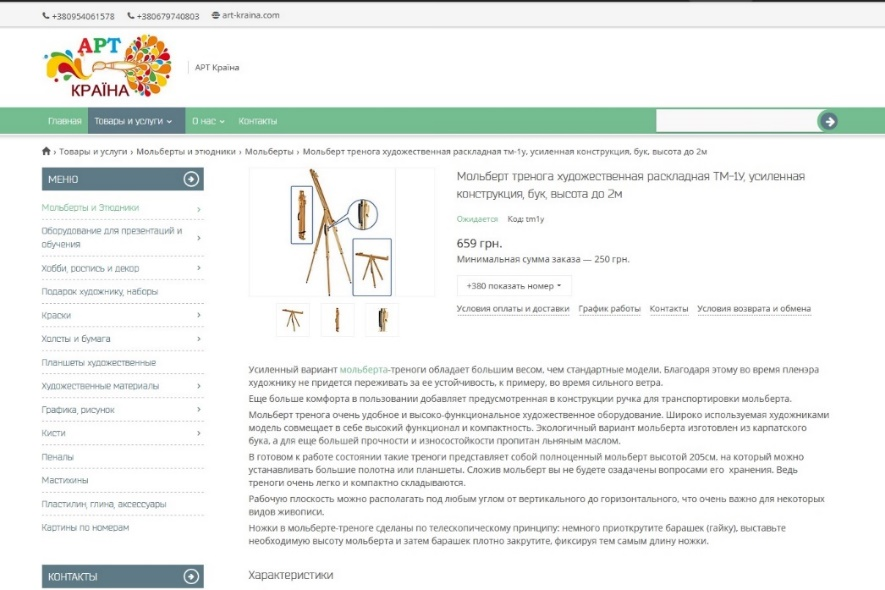 +380954061578 +380679740803 art-kraina.com
АРТ
КРАЇНА
АРТ Країна
Главная Товары и услуги О нас Контакты
› Товары и услуги › Мольберты и этюдники › Мольберты › Мольберт тренога художественная раскладная тм-1у, усиленная конструкция, бук, высота до 2м
МЕНЮ
Мольберты и Этюдники
Оборудование для презентаций и
обучения
Хобби, роспись и декор
Подарок художнику, наборы
Краски
Холсты и бумага
Планшеты художественные
Художественные материалы
Графика, рисунок
Кисти
Пеналы
Мастихины
Пластилин, глина, аксессуары
Картины по номерам
КОНТАКТЫ
Мольберт тренога художественная раскладная ТМ-1У, усиленная
конструкция, бук, высота до 2м
Ожидается Код: tm1y
659 грн.
Минимальная сумма заказа — 250 грн.
+380 показать номер
Условия оплаты и доставки График работы Контакты Условия возврата и обмена
Усиленный вариант мольберта-треноги обладает большим весом, чем стандартные модели. Благодаря этому во время пленэра
художнику не придется переживать за ее устойчивость, к примеру, во время сильного ветра.
Еще больше комфорта в пользовании добавляет предусмотренная в конструкции ручка для транспортировки мольберта.
Мольберт тренога очень удобное и высоко-функциональное художественное оборудование. Широко используемая художниками
модель совмещает в себе высокий функционал и компактность. Экологичный вариант мольберта изготовлен из карпатского
бука, а для еще большей прочности и износостойкости пропитан льняным маслом.
В готовом к работе состоянии такие треноги представляет собой полноценный мольберт высотой 205см, на который можно
устанавливать большие полотна или планшеты. Сложив мольберт вы не будете озадачены вопросами его хранения. Ведь
треноги очень легко и компактно складываются.
Рабочую плоскость можно располагать под любым углом от вертикального до горизонтального, что очень важно для некоторых
видов живописи.
Ножки в мольберте-треноге сделаны по телескопическому принципу: немного приоткрутите барашек (гайку), выставьте
необходимую высоту мольберта и затем барашек плотно закрутите, фиксируя тем самым длину ножки.
Характеристики